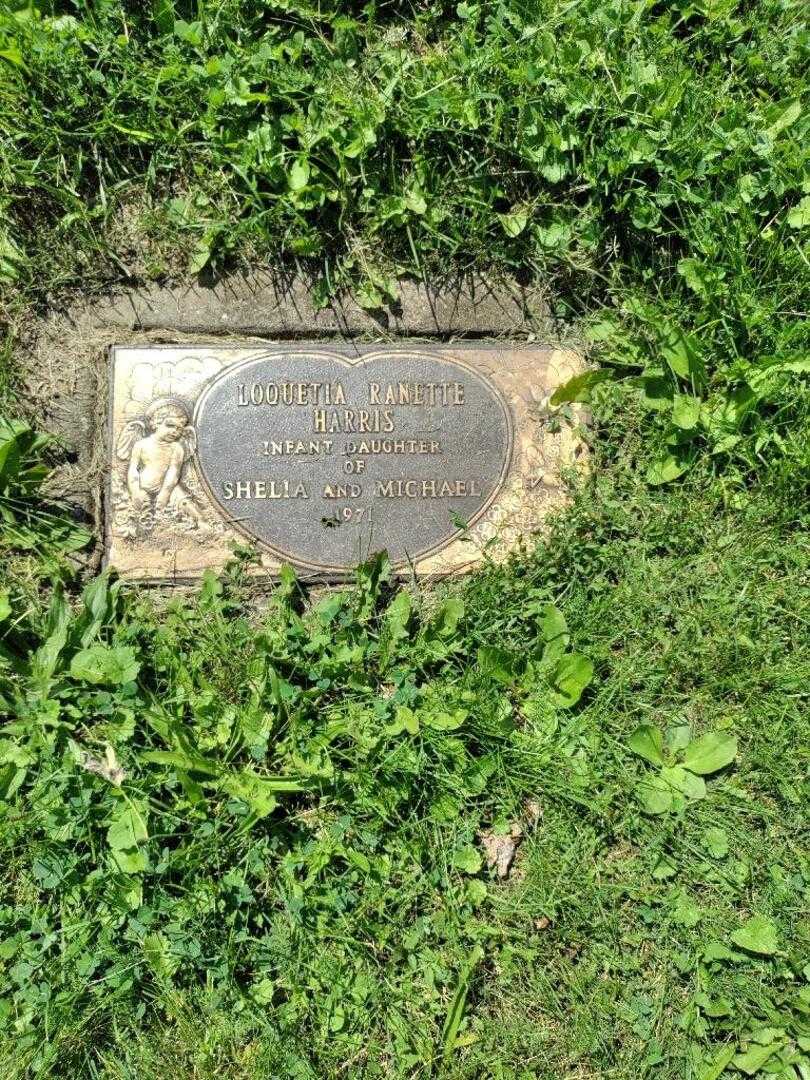 LOQUETIA RANETTE
HARRIS
INFANT DAUGHTER
OF
SHELIA AND MICHAEL
1971